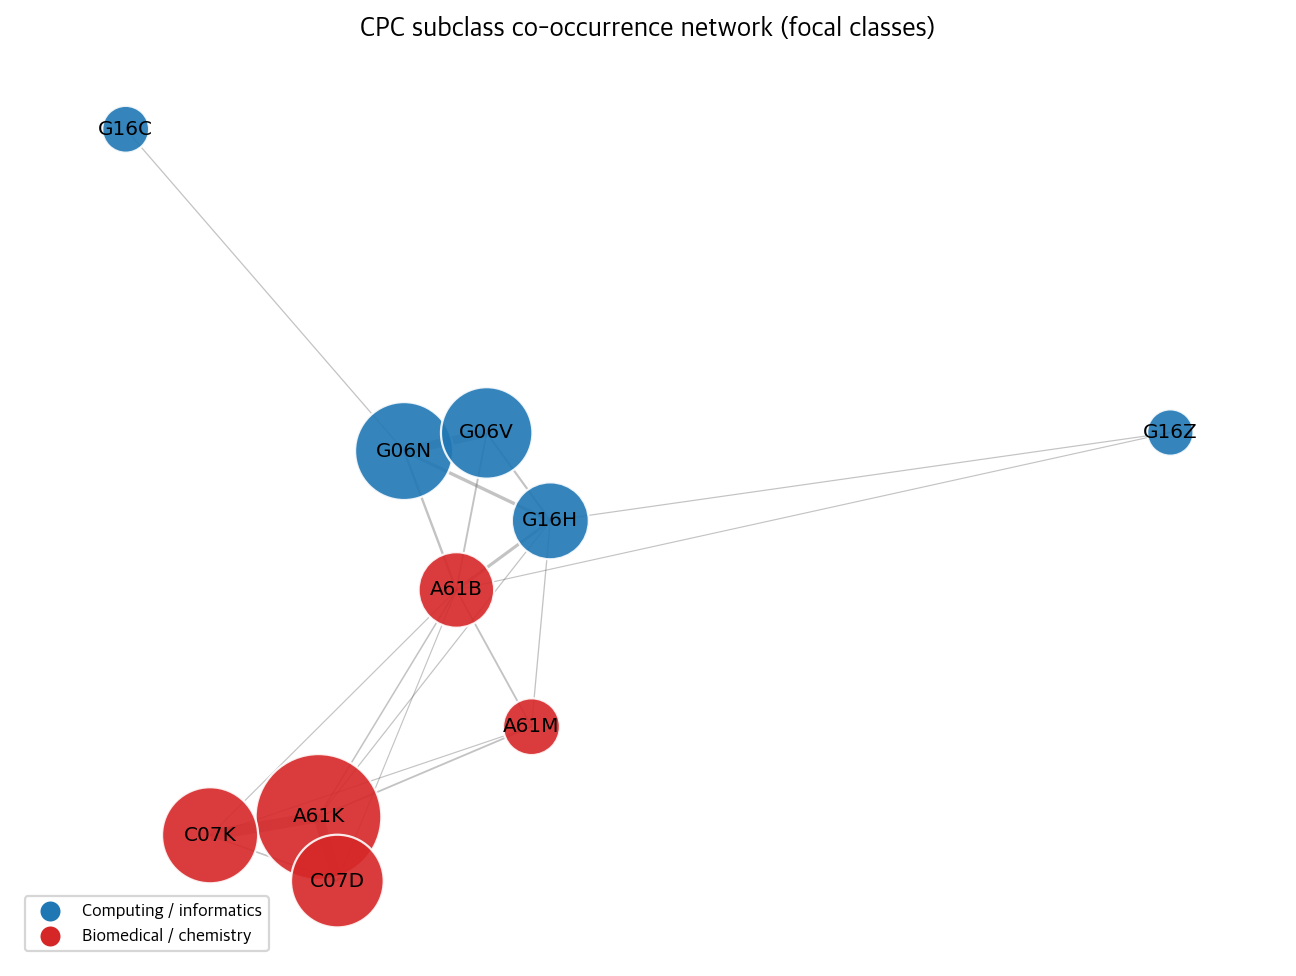 CPC subclass co-occurrence network (focal classes)
G16C
G06V
G16Z
G06N
G16H
A61B
A61M
A61K
C07K
C07D
Computing / informatics
Biomedical / chemistry